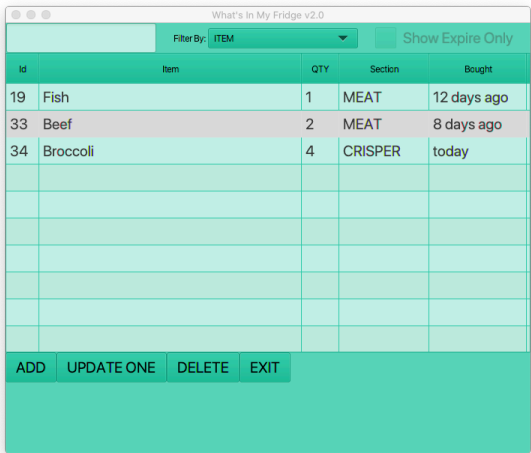 What's In My Fridge v2.0
Filter By: ITEM Show Expire Only
Id Item QTY Section Bought
19 Fish 1 MEAT 12 days ago
33 Beef 2 MEAT 8 days ago
34 Broccoli 4 CRISPER today
ADD UPDATE ONE DELETE EXIT